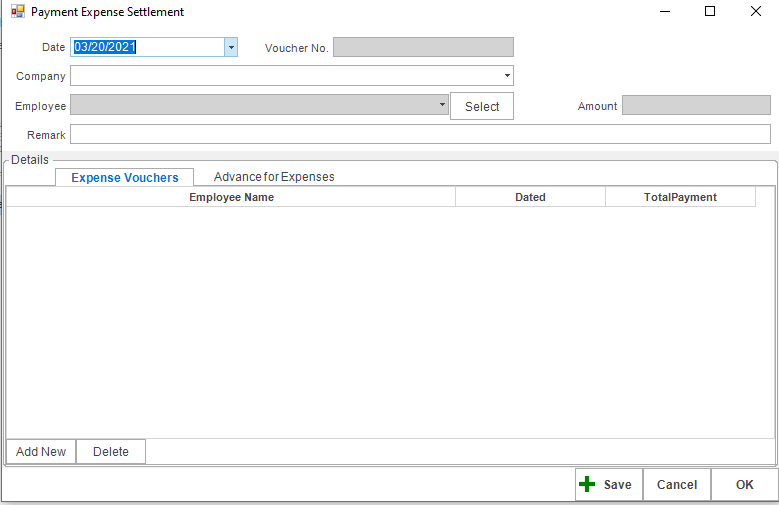 Payment Expense Settlement
Date 03/20/2021 Voucher No.
Company
Employee Select Amount
Remark
Details
Expense Vouchers Advance for Expenses
Employee Name Dated TotalPayment
Add New Delete
Save Cancel OK